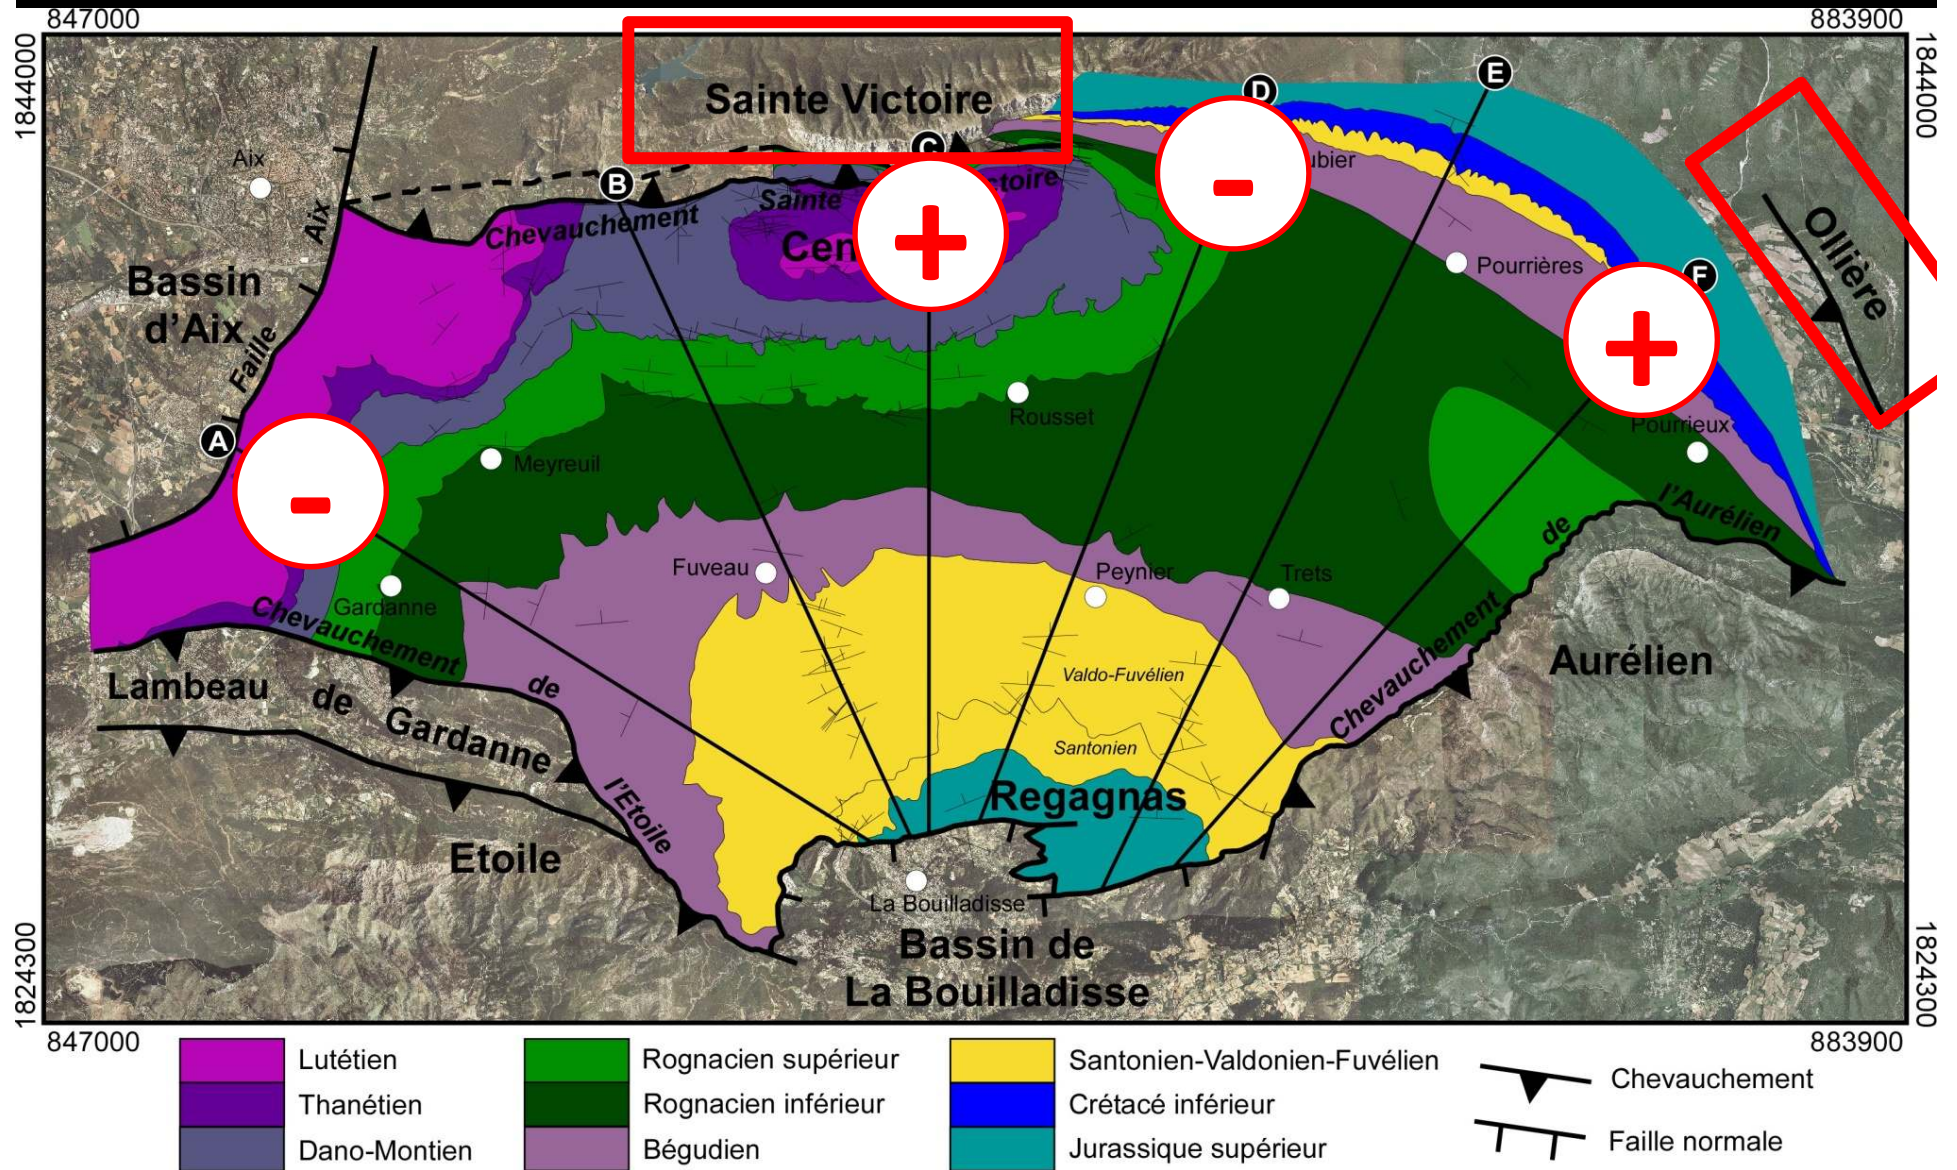 847000
883900
1844000
1844000
Sainte Victoire
E
D
C
B
Aix
Aix
Sainte
ctoire
Chevauchement
Cen
+
-
ubier
Ollière
Bassin
d'Aix
Faille
Pourrières
F
+
A
Rousset
Pourrieux
Meyreuil
-
l'Aurélien
de
Fuveau
Peynier
Trets
Gardanne
Chevauchement
Chevauchement
Aurélien
Lambeau
de
Gardanne
de
Valdo-Fuvélien
Santonien
l'Etoile
Regagnas
Etoile
La Bouilladisse
Bassin de
La Bouilladisse
1824300
1824300
847000
883900
Lutétien
Thanétien
Dano-Montien
Rognacien supérieur
Rognacien inférieur
Bégudien
Santonien-Valdonien-Fuvélien
Crétacé inférieur
Jurassique supérieur
Chevauchement
Faille normale